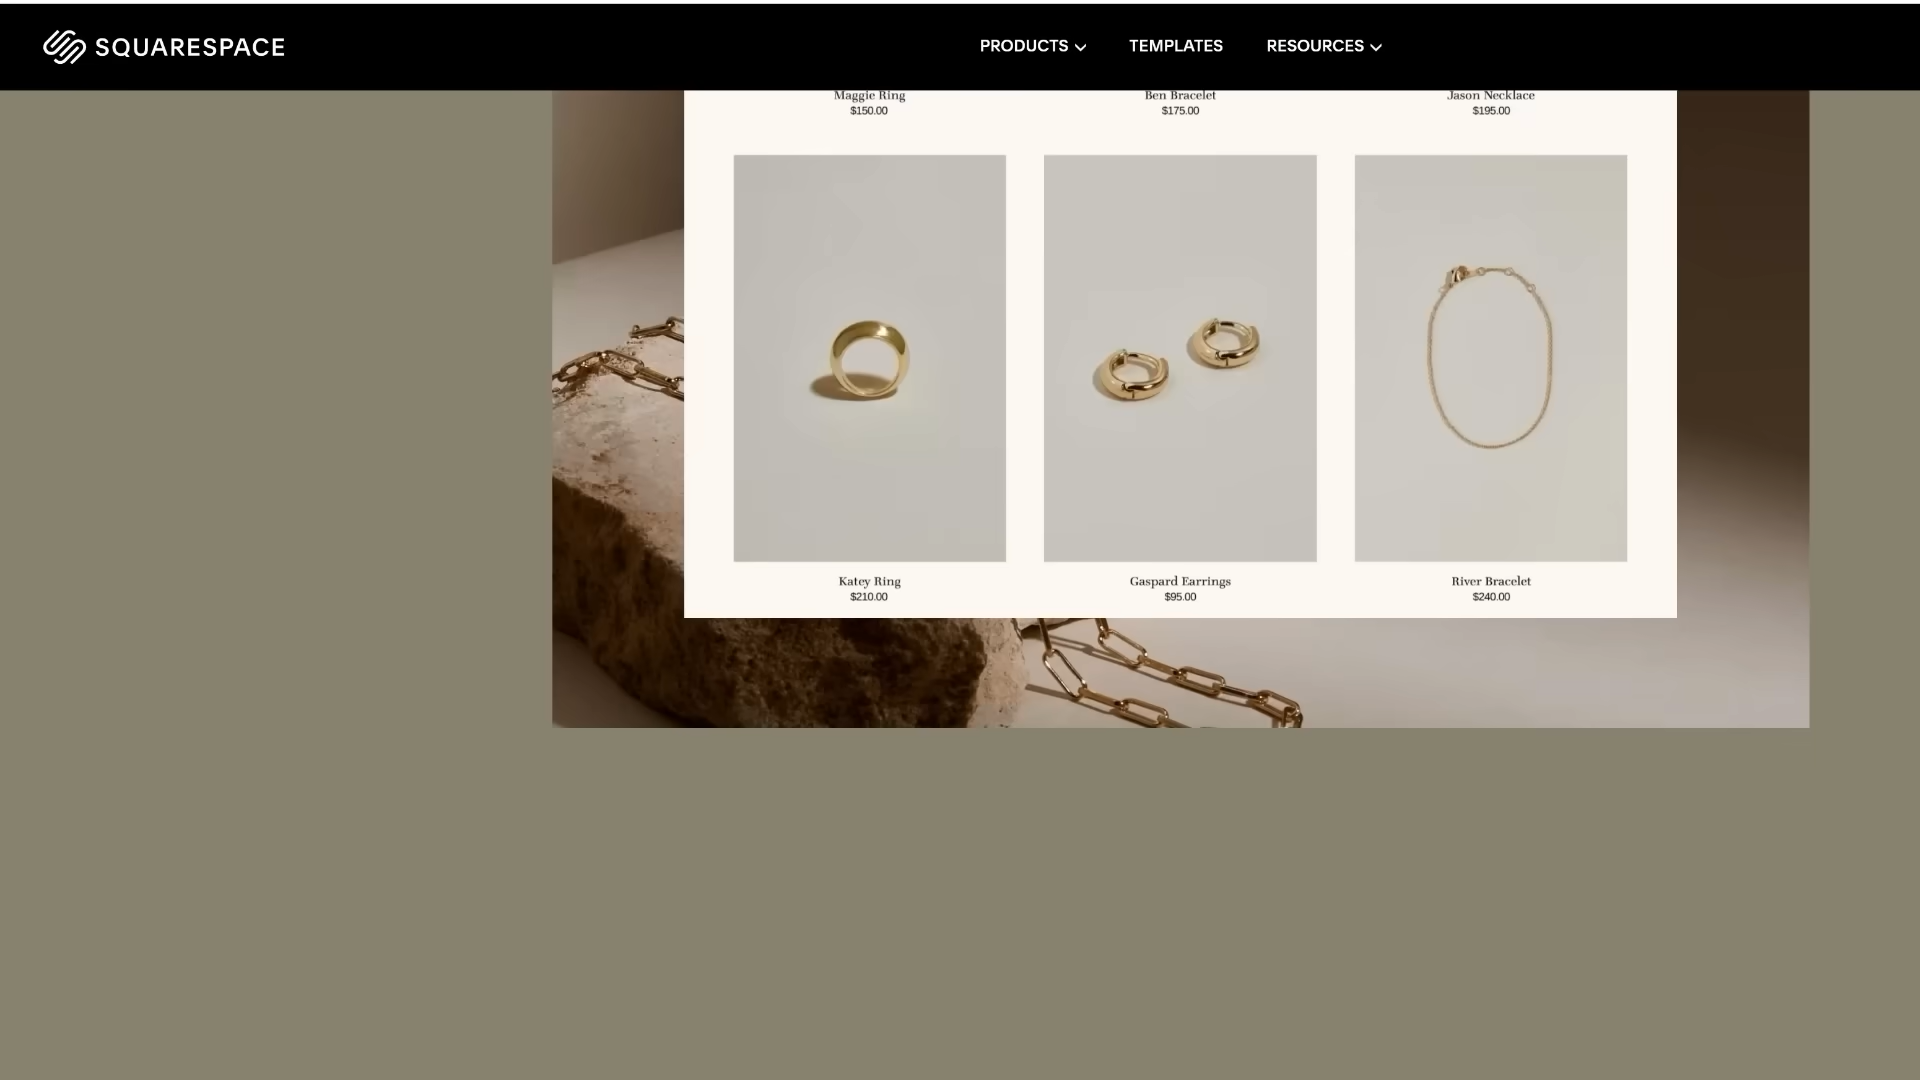 SQUARESPACE
PRODUCTS
TEMPLATES
RESOURCES
Maggie Ring
$150.00
Ben Bracelet
$175.00
Jason Necklace
$195.00
Katey Ring
$210.00
Gaspard Earrings
$95.00
River Bracelet
$240.00